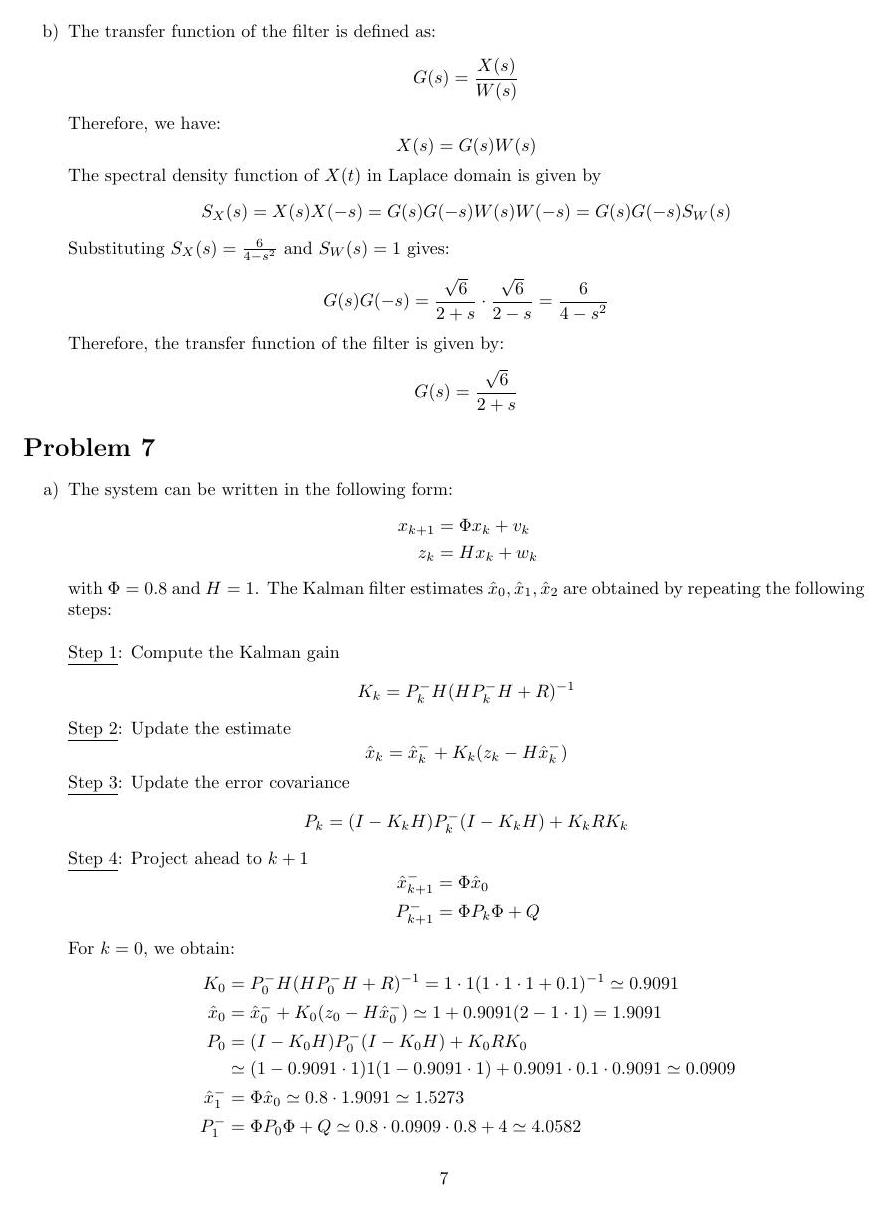 b) The transfer function of the filter is defined as:
G(s) = X(s)/W(s)
Therefore, we have:
X(s) = G(s)W(s)
The spectral density function of X(t) in Laplace domain is given by
S_X(s) = X(s)X(−s) = G(s)G(−s)W(s)W(−s) = G(s)G(−s)S_W(s)
Substituting S_X(s) = 6/(4−s²) and S_W(s) = 1 gives:
G(s)G(−s) = √6/(2 + s) · √6/(2 − s) = 6/(4 − s²)
Therefore, the transfer function of the filter is given by:
G(s) = √6/(2 + s)
Problem 7
a) The system can be written in the following form:
x_{k+1} = Φx_k + v_k
z_k = Hx_k + w_k
with Φ = 0.8 and H = 1. The Kalman filter estimates x̂_0, x̂_1, x̂_2 are obtained by repeating the following
steps:
Step 1: Compute the Kalman gain
K_k = P_k^− H(HP_k^− H + R)^{−1}
Step 2: Update the estimate
x̂_k = x̂_k^− + K_k(z_k − Hx̂_k^−)
Step 3: Update the error covariance
P_k = (I − K_kH)P_k^−(I − K_kH) + K_kRK_k
Step 4: Project ahead to k + 1
x̂_{k+1}^− = Φx̂_0
P_{k+1}^− = ΦP_kΦ + Q
For k = 0, we obtain:
K_0 = P_0^− H(HP_0^− H + R)^{−1} = 1 · 1(1 · 1 · 1 + 0.1)^{−1} ≃ 0.9091
x̂_0 = x̂_0^− + K_0(z_0 − Hx̂_0^−) ≃ 1 + 0.9091(2 − 1 · 1) = 1.9091
P_0 = (I − K_0H)P_0^−(I − K_0H) + K_0RK_0
≃ (1 − 0.9091 · 1)1(1 − 0.9091 · 1) + 0.9091 · 0.1 · 0.9091 ≃ 0.0909
x̂_1^− = Φx̂_0 ≃ 0.8 · 1.9091 ≃ 1.5273
P_1^− = ΦP_0Φ + Q ≃ 0.8 · 0.0909 · 0.8 + 4 ≃ 4.0582
7